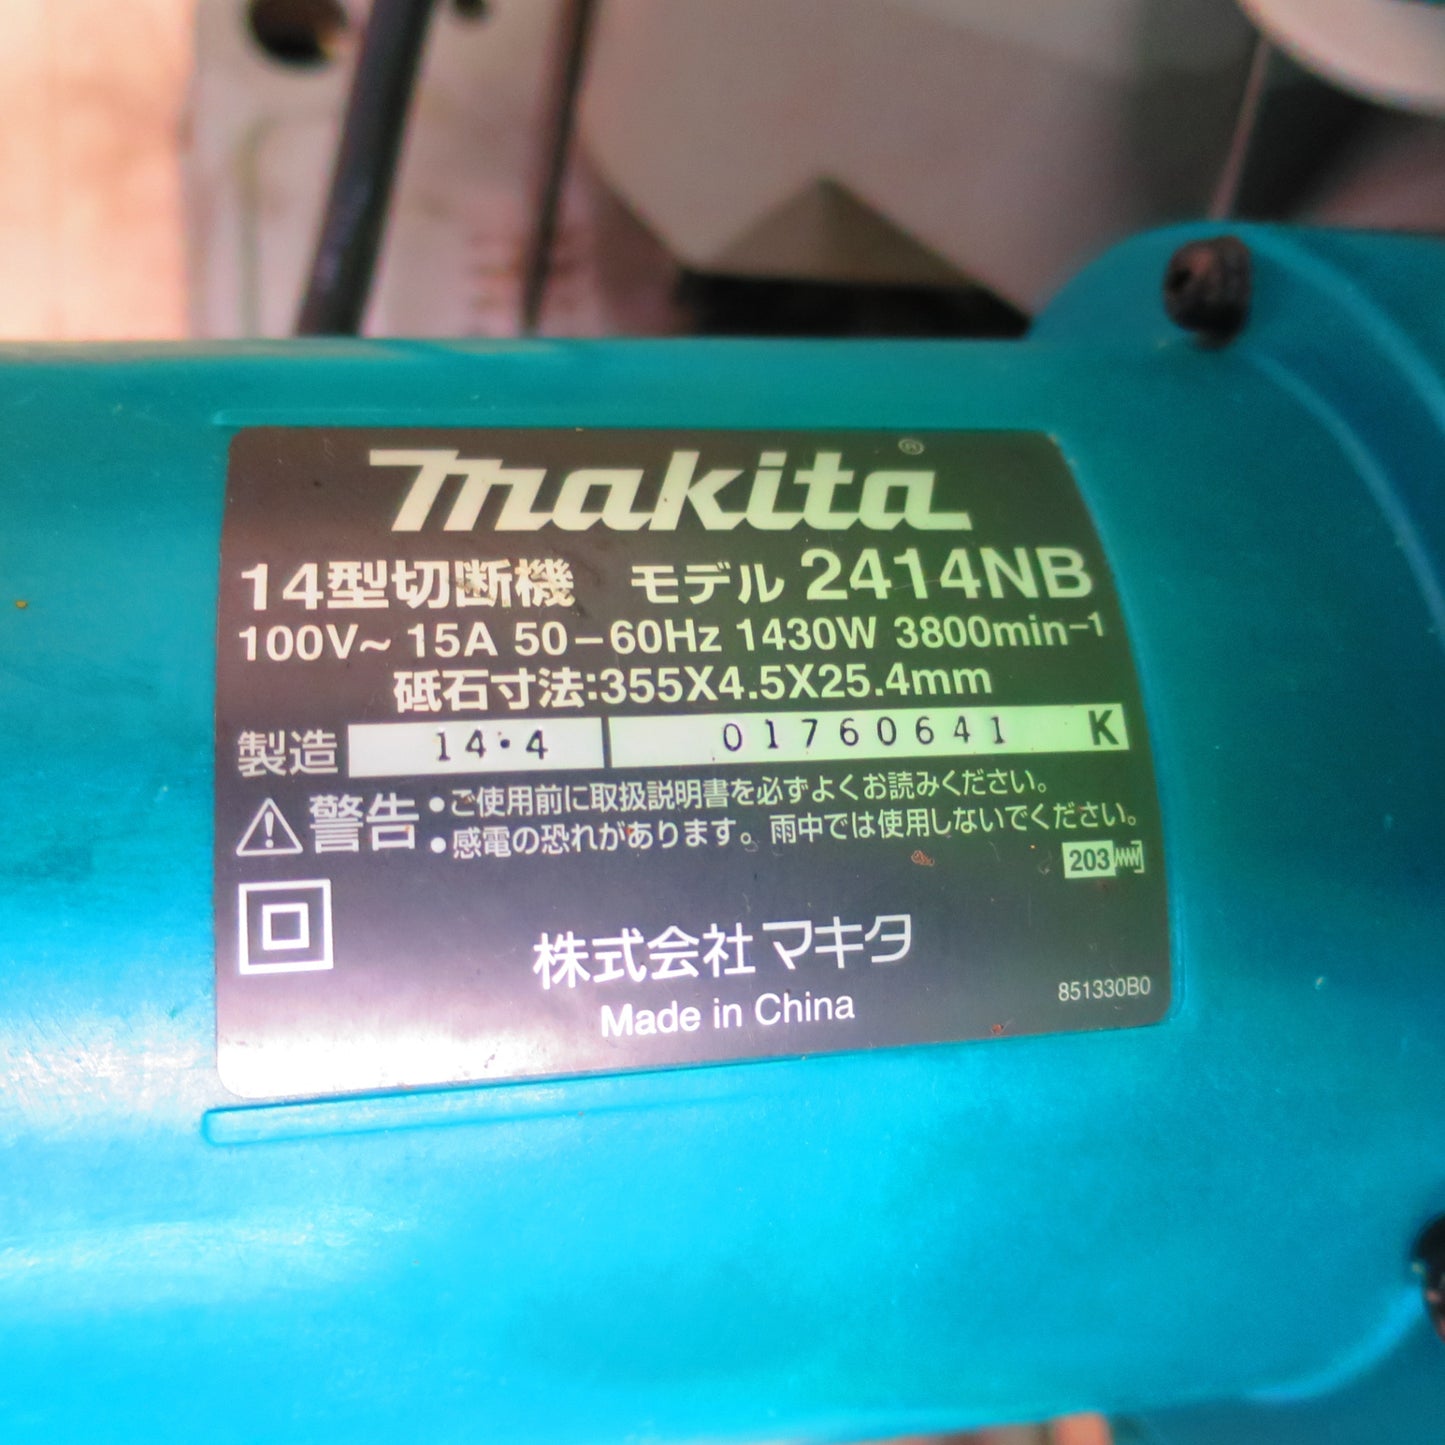 makita®
14型切断機 モデル 2414NB
100V~ 15A 50-60Hz 1430W 3800min-1
砥石寸法:355X4.5X25.4mm
製造 14・4 01760641 K
⚠警告 •ご使用前に取扱説明書を必ずよくお読みください。
•感電の恐れがあります。雨中では使用しないでください。
203
株式会社マキタ
Made in China
851330B0